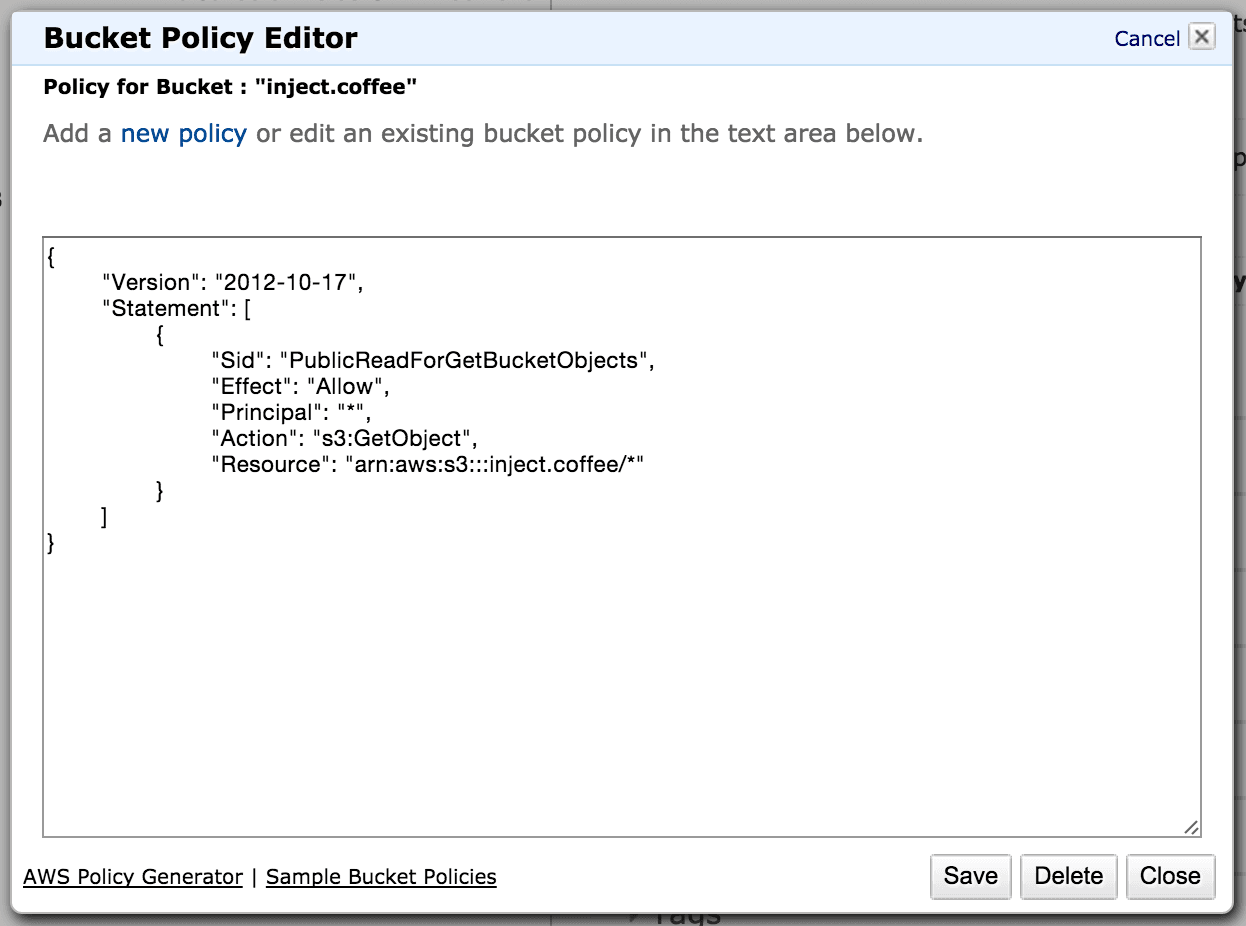 Bucket Policy Editor
Cancel
Policy for Bucket : "inject.coffee"
Add a new policy or edit an existing bucket policy in the text area below.
{
"Version": "2012-10-17",
"Statement": [
{
"Sid": "PublicReadForGetBucketObjects",
"Effect": "Allow",
"Principal": "*",
"Action": "s3:GetObject",
"Resource": "arn:aws:s3:::inject.coffee/*"
}
]
}
AWS Policy Generator | Sample Bucket Policies
Save
Delete
Close
Tags